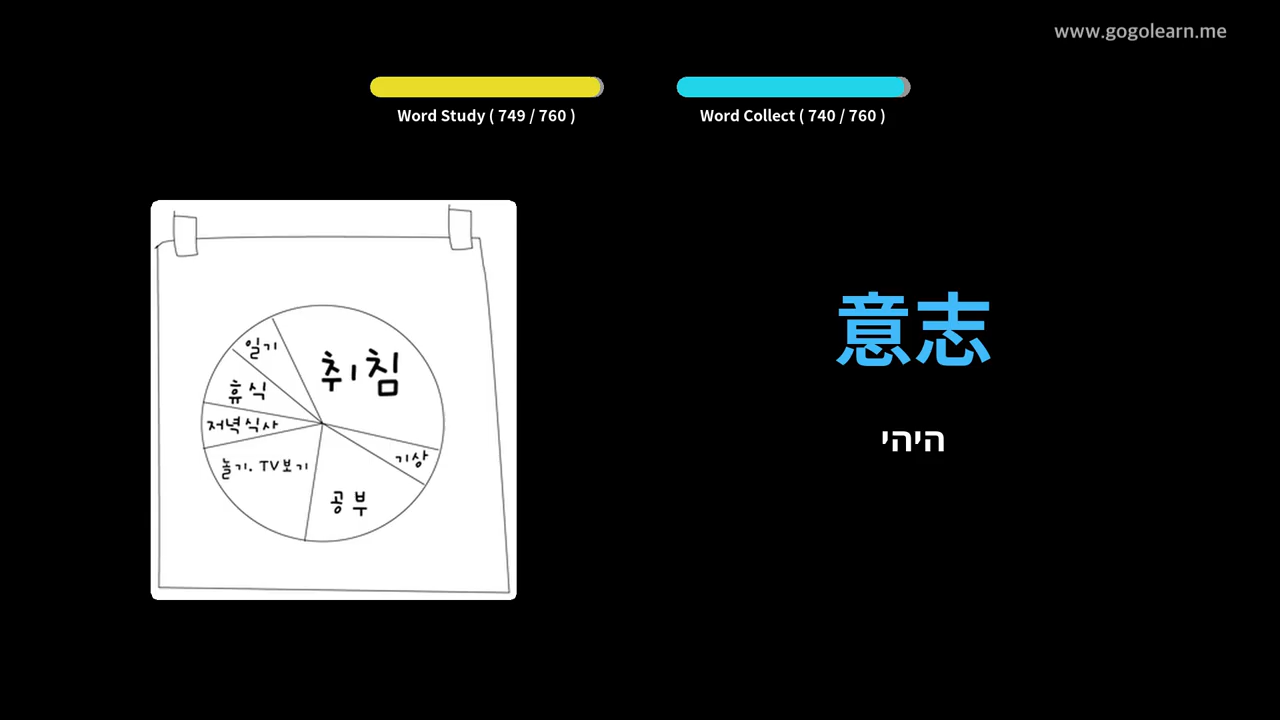 www.gogolearn.me
Word Study ( 749 / 760 )
Word Collect ( 740 / 760 )
일기
취침
휴식
저녁식사
놀기. TV보기
기상
공부
意志
היהי